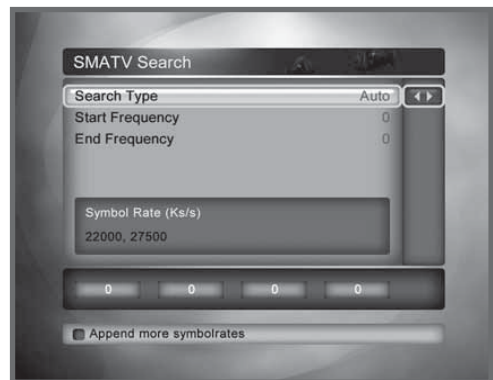 SMATV Search
Search Type Auto
Start Frequency 0
End Frequency 0
Symbol Rate (Ks/s)
22000, 27500
0 0 0 0
Append more symbolrates